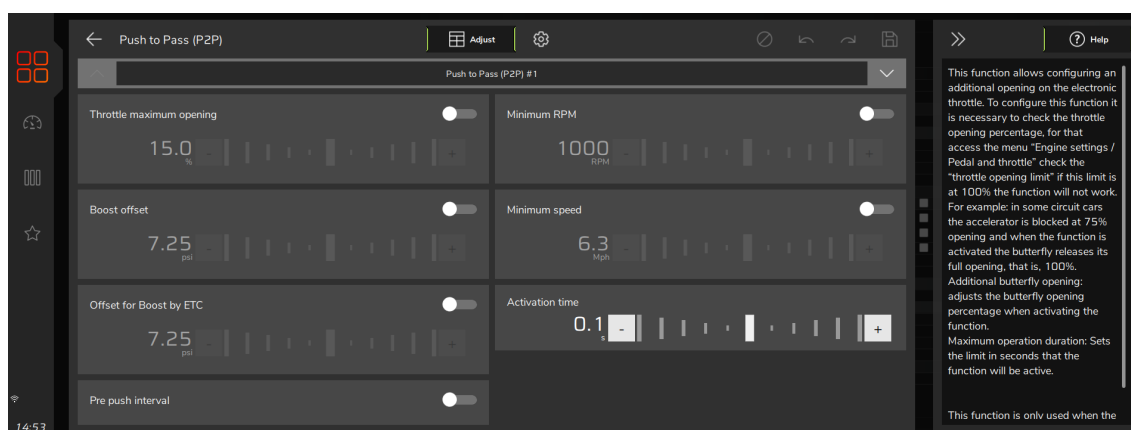 Push to Pass (P2P)
Adjust
Help
Push to Pass (P2P) #1
Throttle maximum opening
15.0
%
-
+
Minimum RPM
1000
RPM
-
+
Boost offset
7.25
psi
-
+
Minimum speed
6.3
Mph
-
+
Offset for Boost by ETC
7.25
psi
-
+
Activation time
0.1
s
-
+
Pre push interval
14:53
This function allows configuring an
additional opening on the electronic
throttle. To configure this function it
is necessary to check the throttle
opening percentage, for that
access the menu "Engine settings /
Pedal and throttle" check the
"throttle opening limit" if this limit is
at 100% the function will not work.
For example: in some circuit cars
the accelerator is blocked at 75%
opening and when the function is
activated the butterfly releases its
full opening, that is, 100%.
Additional butterfly opening:
adjusts the butterfly opening
percentage when activating the
function.
Maximum operation duration: Sets
the limit in seconds that the
function will be active.
This function is only used when the